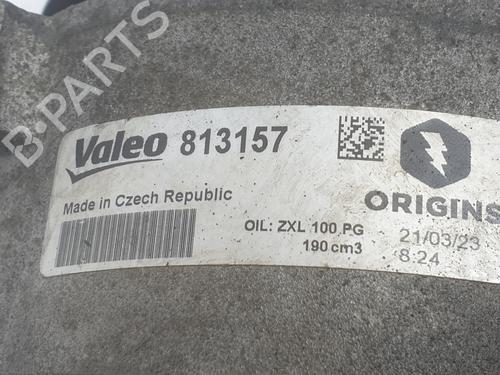 B-PARTS
Valeo 813157
Made in Czech Republic
OIL: ZXL 100 PG
190 cm3
ORIGINS
21/03/23
8:24